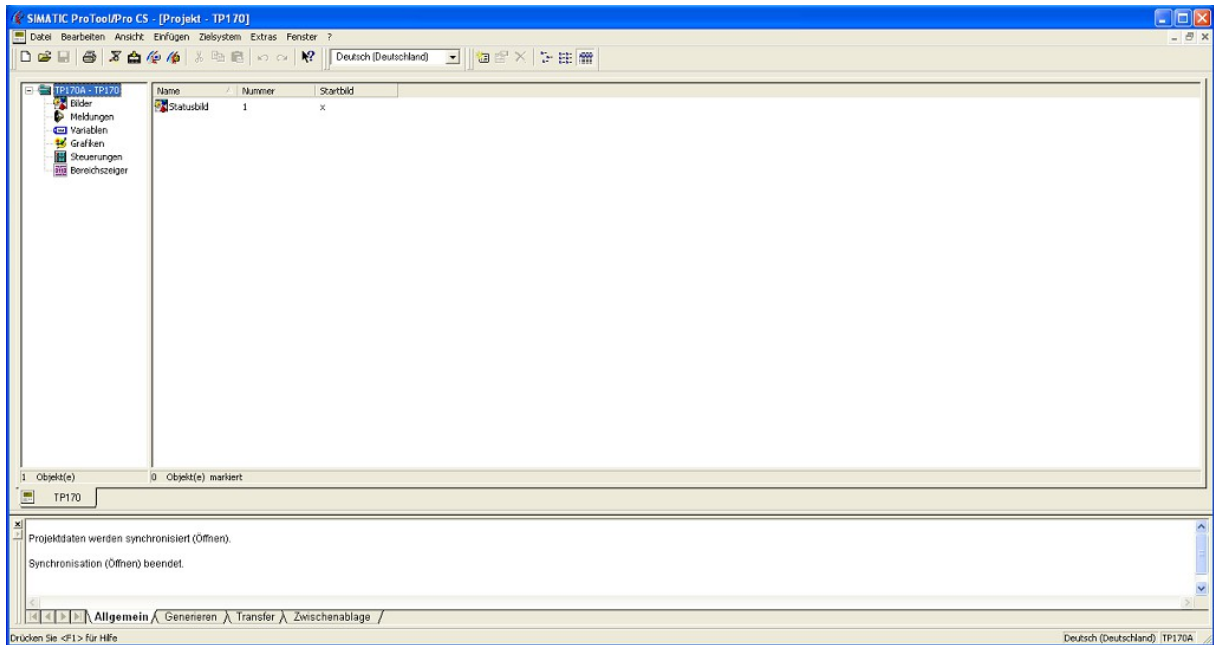 SIMATIC ProTool/Pro CS - [Projekt - TP170]
Datei Bearbeiten Ansicht Einfügen Zielsystem Extras Fenster ?
Deutsch (Deutschland)
TP170A - TP170
Bilder
Meldungen
Variablen
Grafiken
Steuerungen
Bereichszeiger
Name Nummer Startbild
Statusbild 1 x
1 Objekt(e)
0 Objekt(e) markiert
TP170
Projektdaten werden synchronisiert (Öffnen).
Synchronisation (Öffnen) beendet.
Allgemein Generieren Transfer Zwischenablage
Drücken Sie <F1> für Hilfe
Deutsch (Deutschland) TP170A